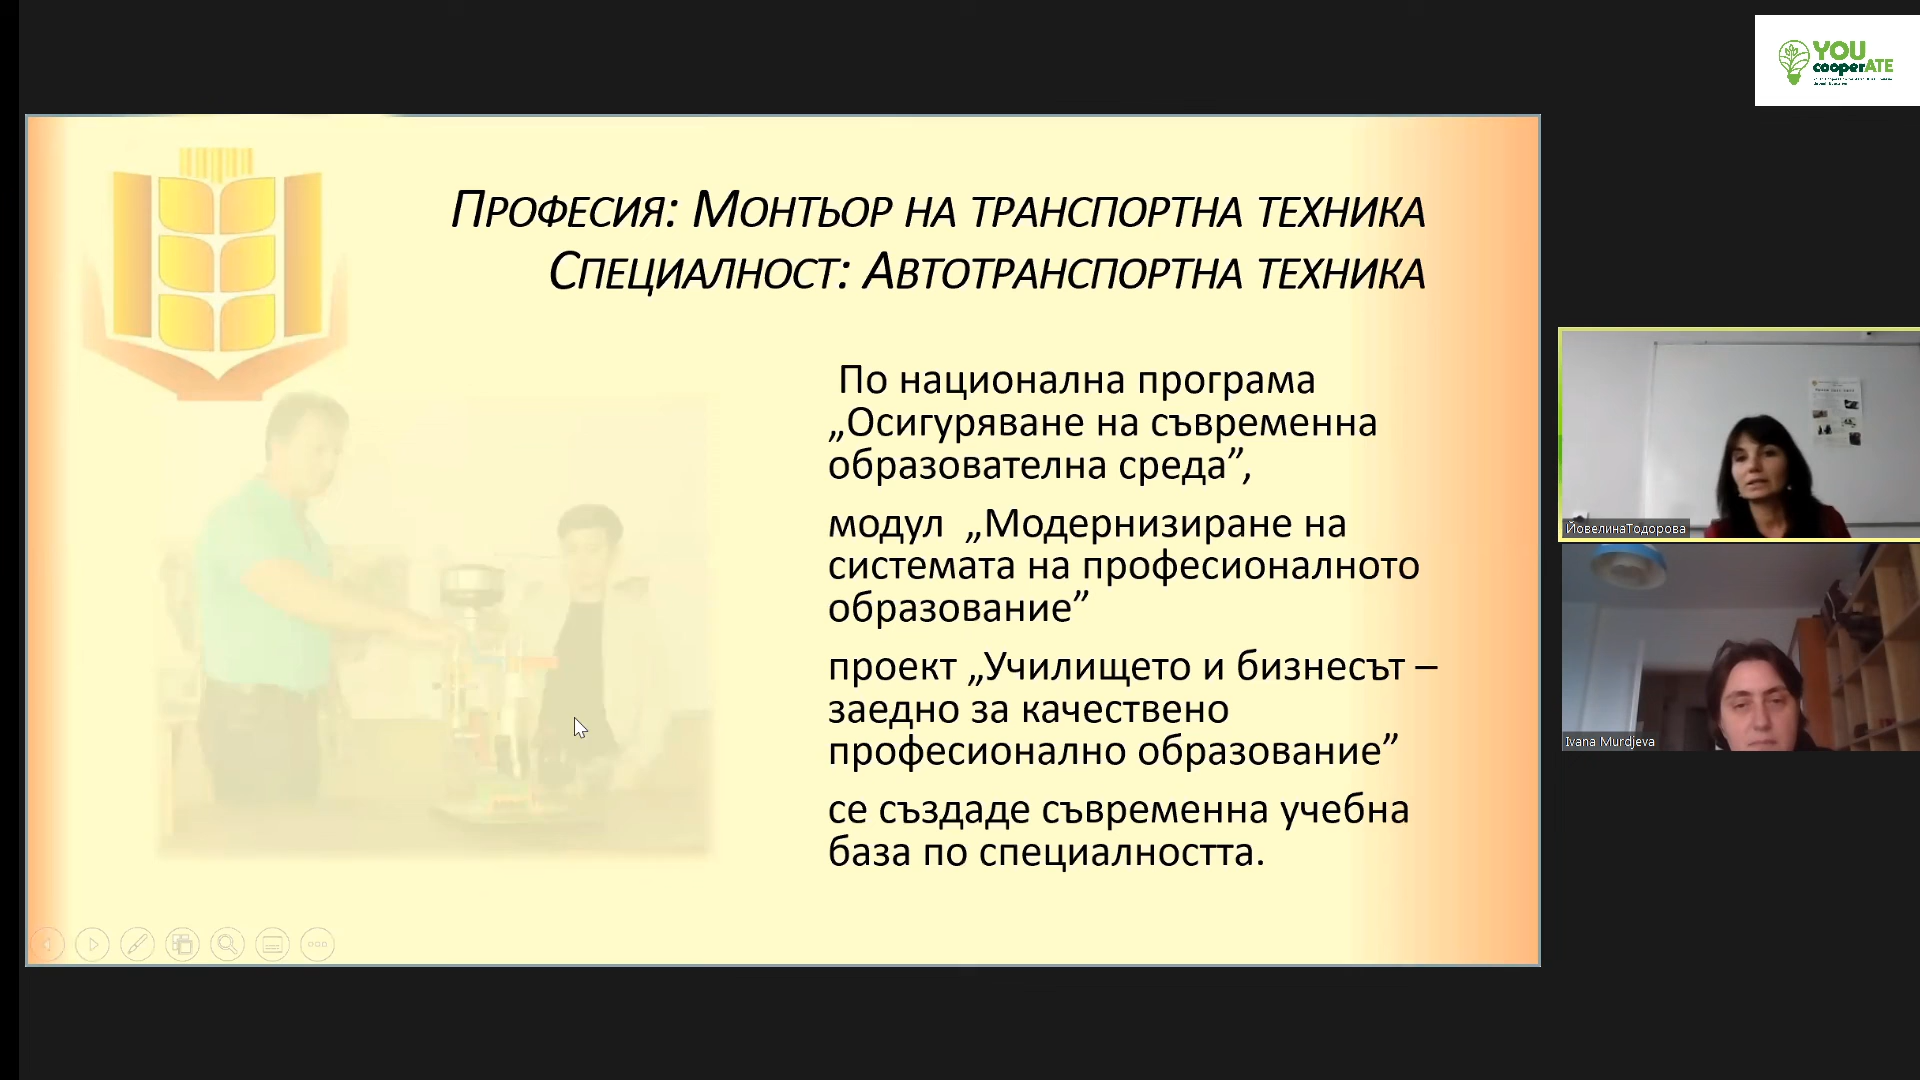 YOU
cooperATE
Професия: Монтьор на транспортна техника
Специалност: Автотранспортна техника
По национална програма
„Осигуряване на съвременна
образователна среда”,
модул „Модернизиране на
системата на професионалното
образование”
проект „Училището и бизнесът –
заедно за качествено
професионално образование”
се създаде съвременна учебна
база по специалността.
ЙовелинаТодорова
Ivana Murdjeva